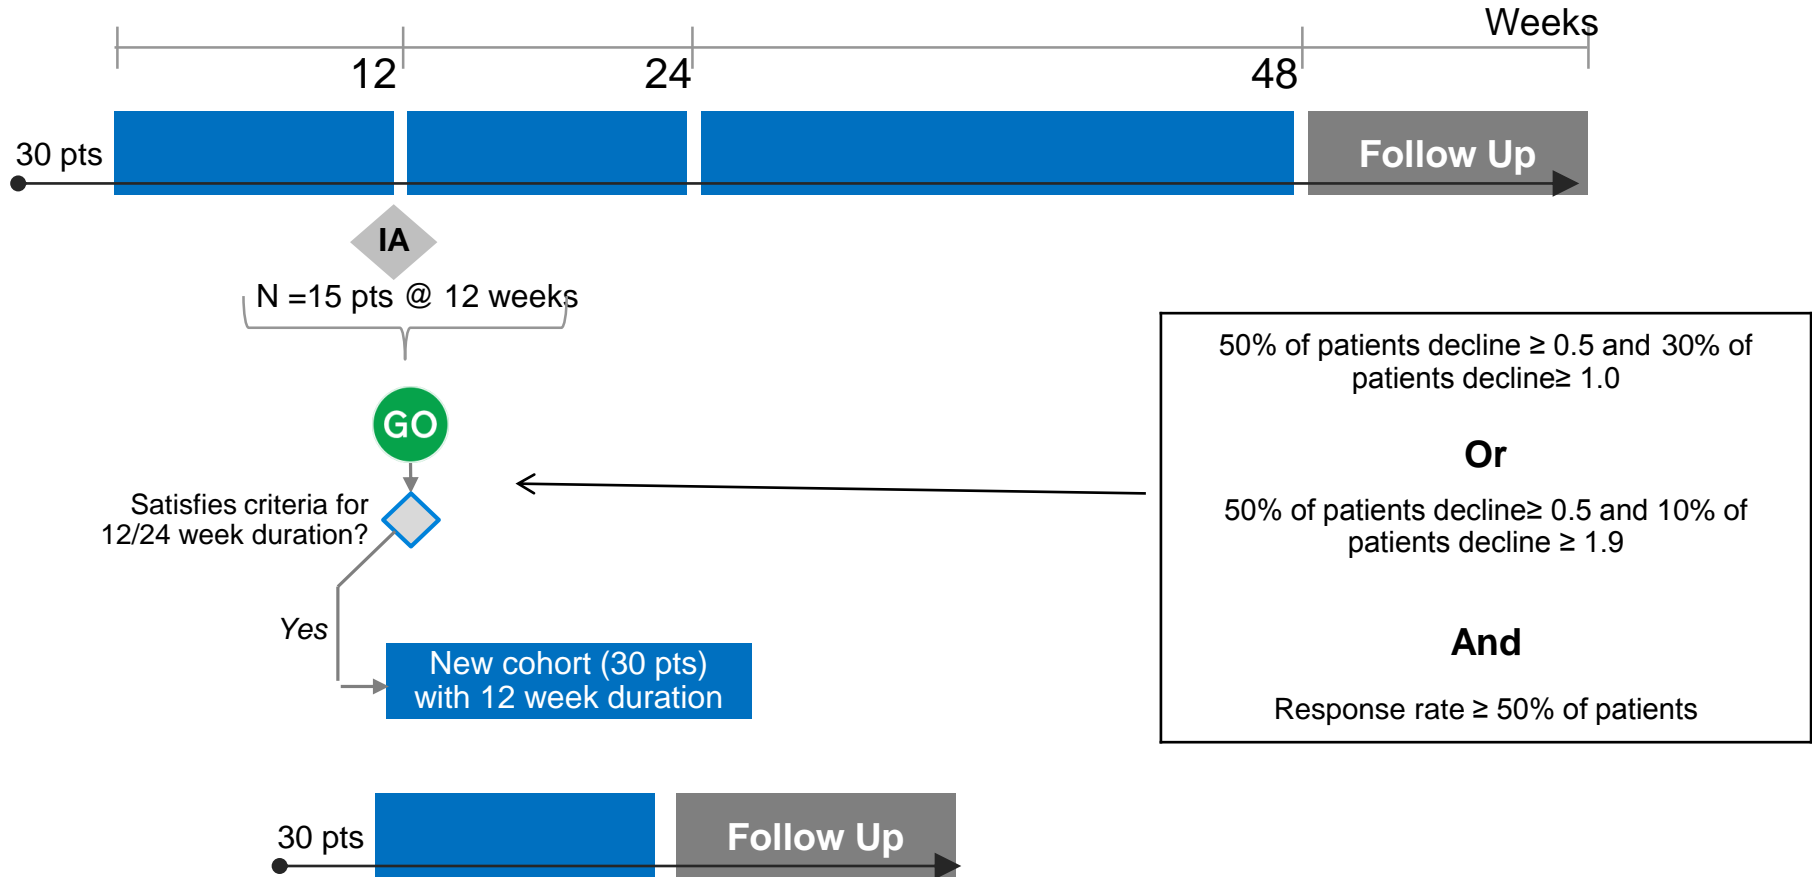 Weeks
12
24
48
30 pts
Follow Up
IA
N =15 pts @ 12 weeks
GO
Satisfies criteria for
12/24 week duration?
Yes
New cohort (30 pts)
with 12 week duration
50% of patients decline ≥ 0.5 and 30% of
patients decline≥ 1.0
Or
50% of patients decline≥ 0.5 and 10% of
patients decline ≥ 1.9
And
Response rate ≥ 50% of patients
30 pts
Follow Up